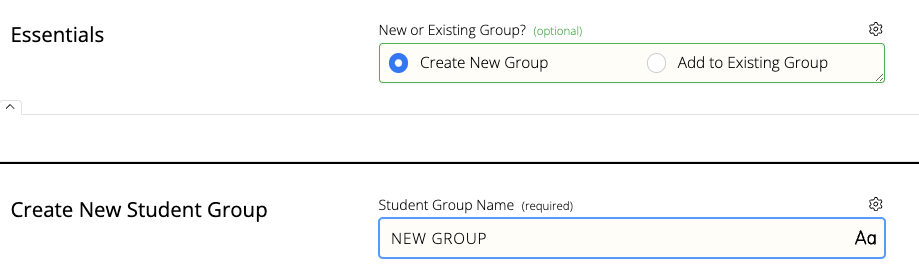 Essentials
New or Existing Group? (optional)
Create New Group
Add to Existing Group
Create New Student Group
Student Group Name (required)
NEW GROUP
Aa